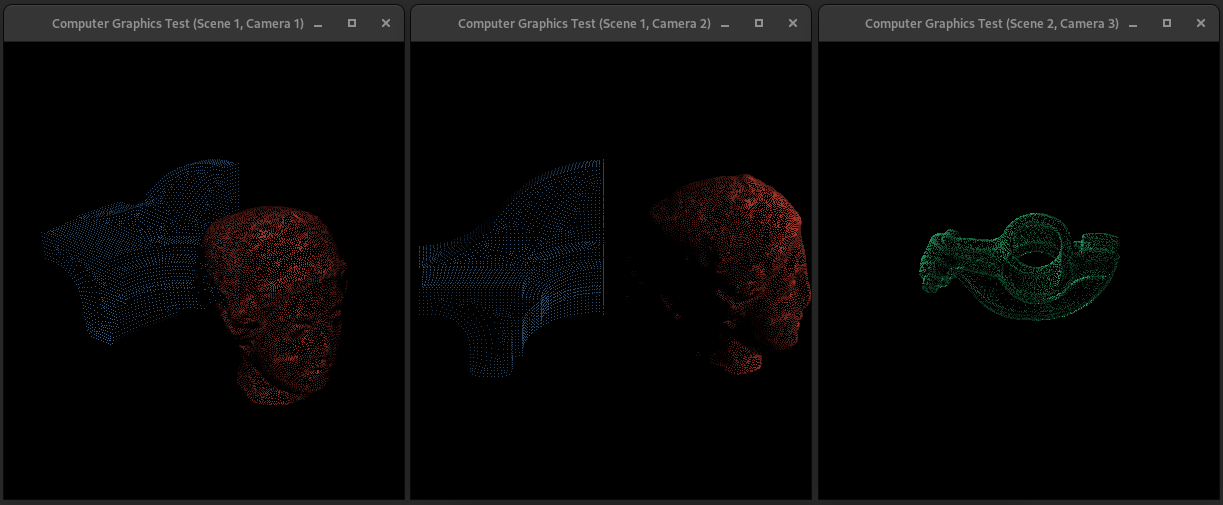 Computer Graphics Test (Scene 1, Camera 1)
Computer Graphics Test (Scene 1, Camera 2)
Computer Graphics Test (Scene 2, Camera 3)